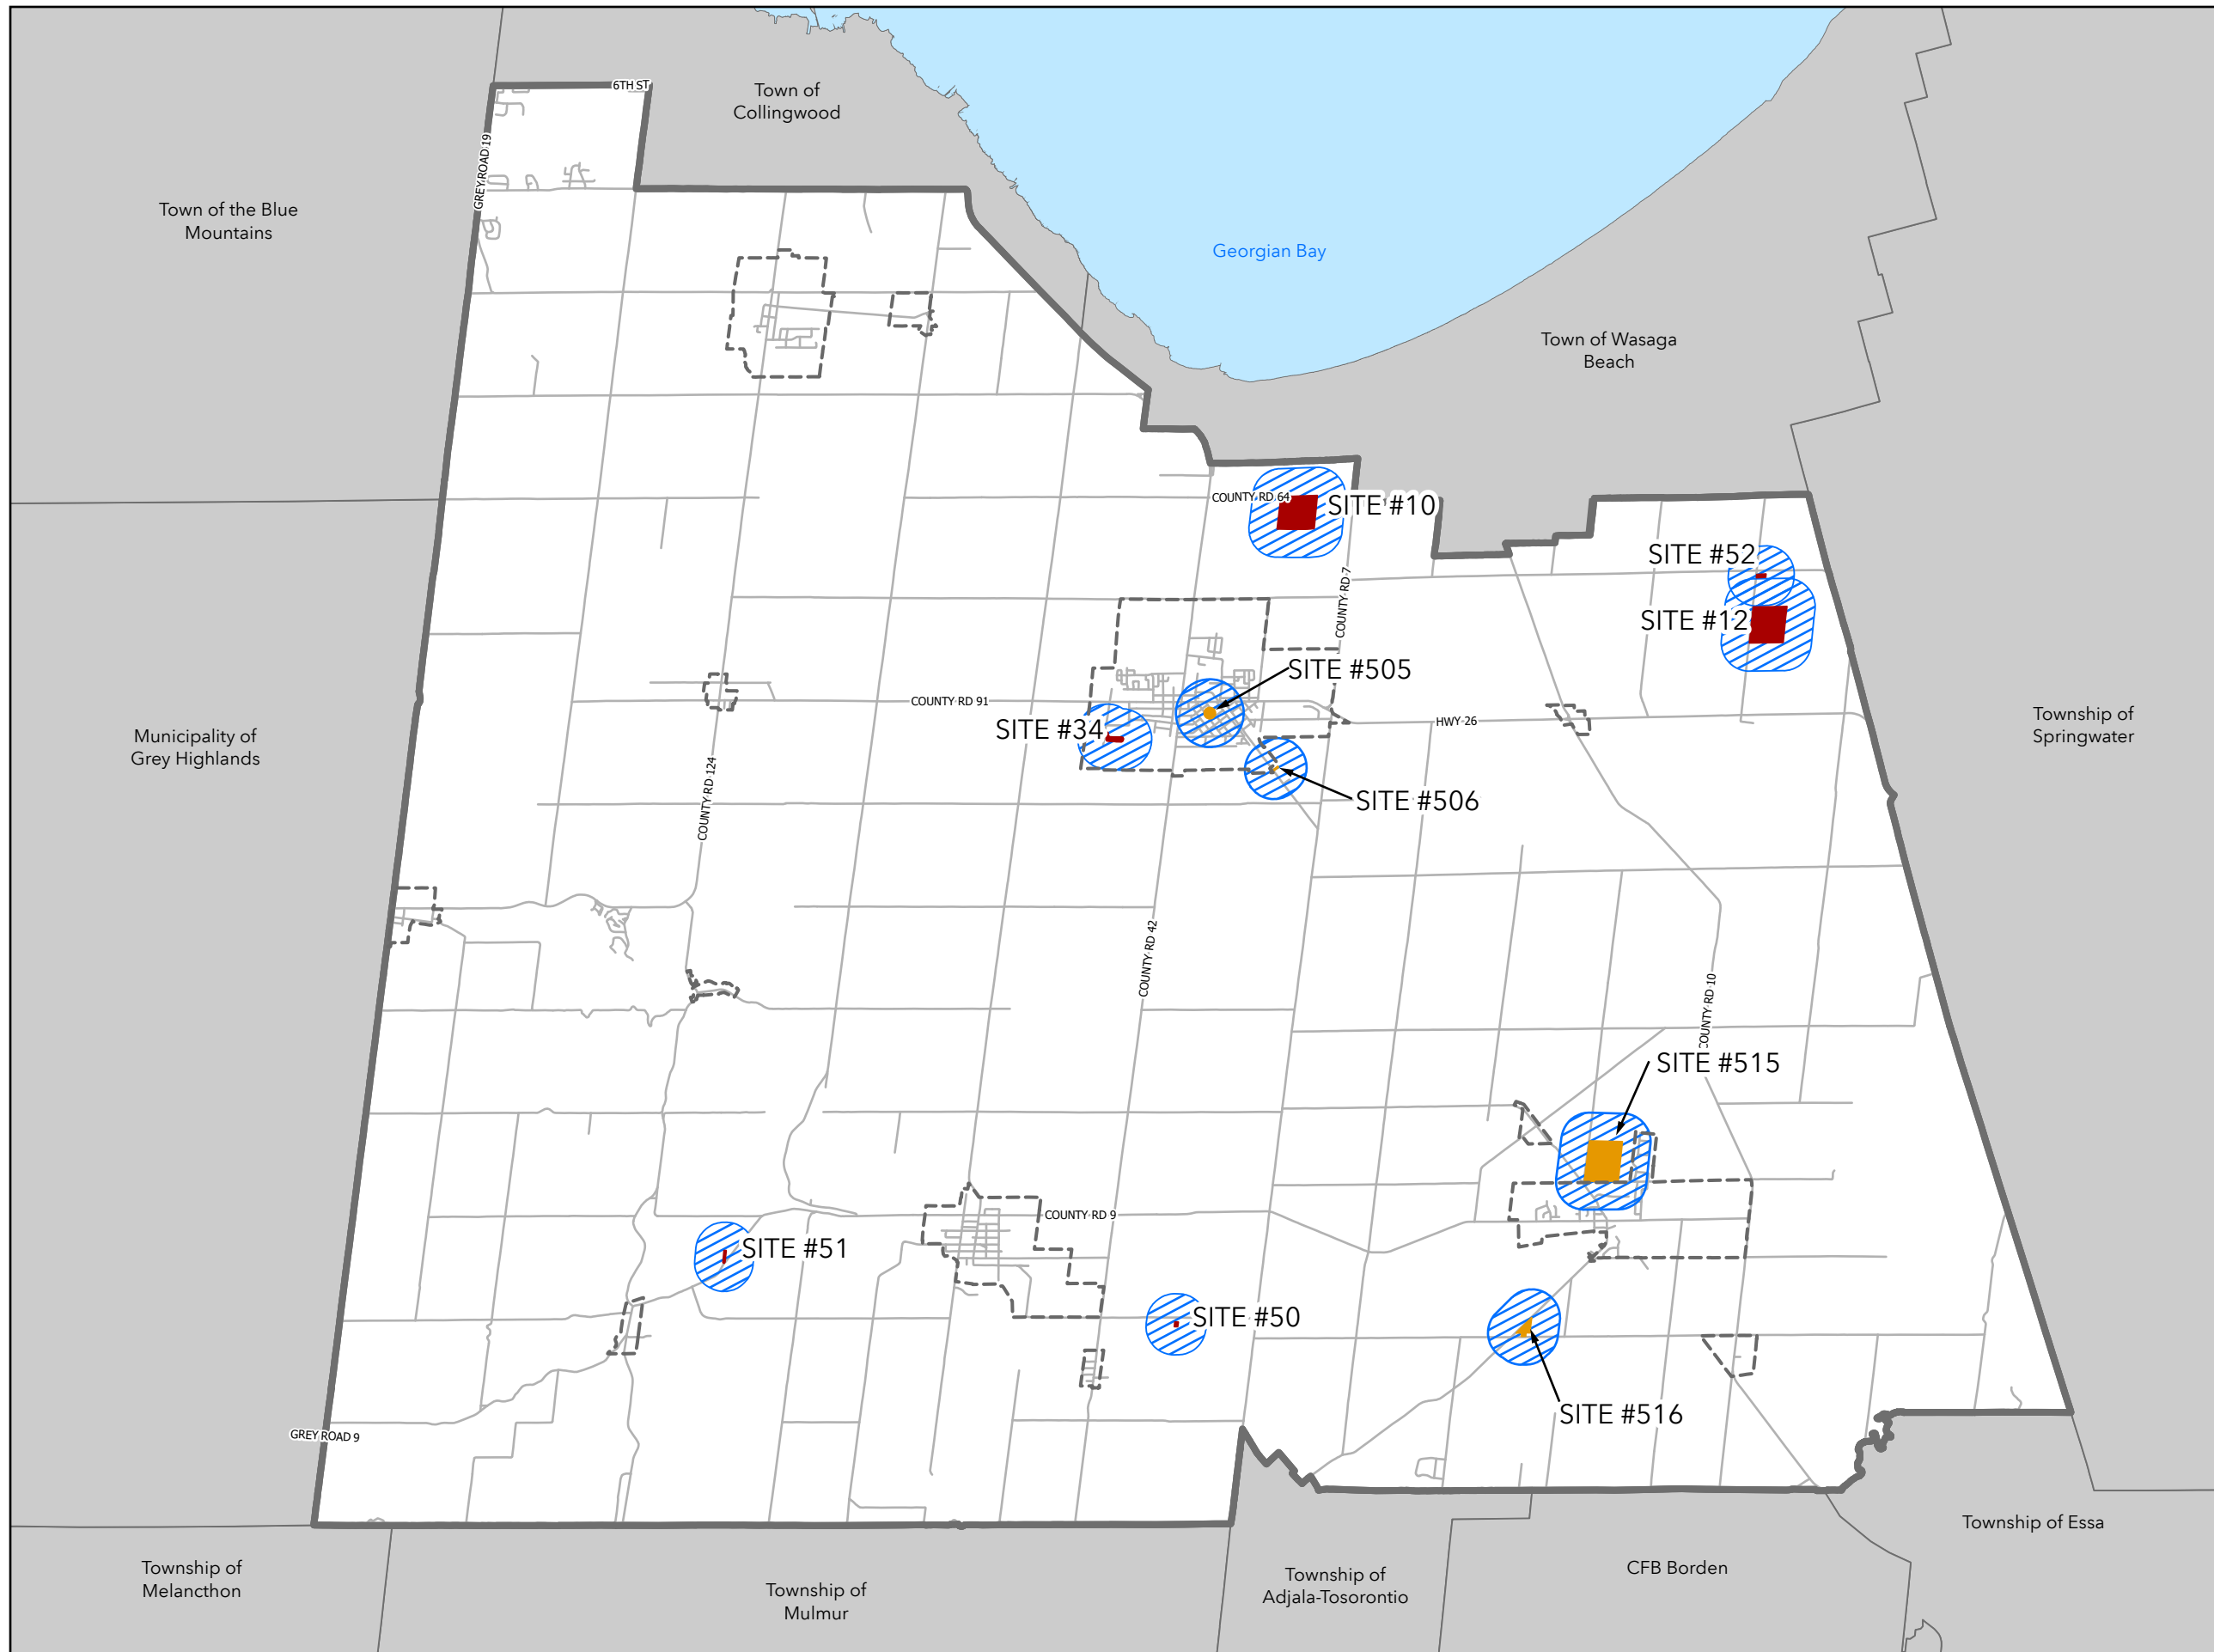 6TH ST
Town of
Collingwood
GREY ROAD 19
Town of the Blue
Mountains
Georgian Bay
Town of Wasaga
Beach
COUNTY RD 64
SITE #10
SITE #52
COUNTY RD 7
SITE #12
SITE #505
COUNTY RD 91
HWY 26
SITE #34
Township of
Springwater
Municipality of
Grey Highlands
COUNTY RD 124
SITE #506
COUNTY RD 42
COUNTY RD 10
SITE #515
COUNTY RD 9
SITE #51
SITE #50
SITE #516
GREY ROAD 9
Township of Essa
Township of
Melancthon
Township of
Mulmur
Township of
Adjala-Tosorontio
CFB Borden